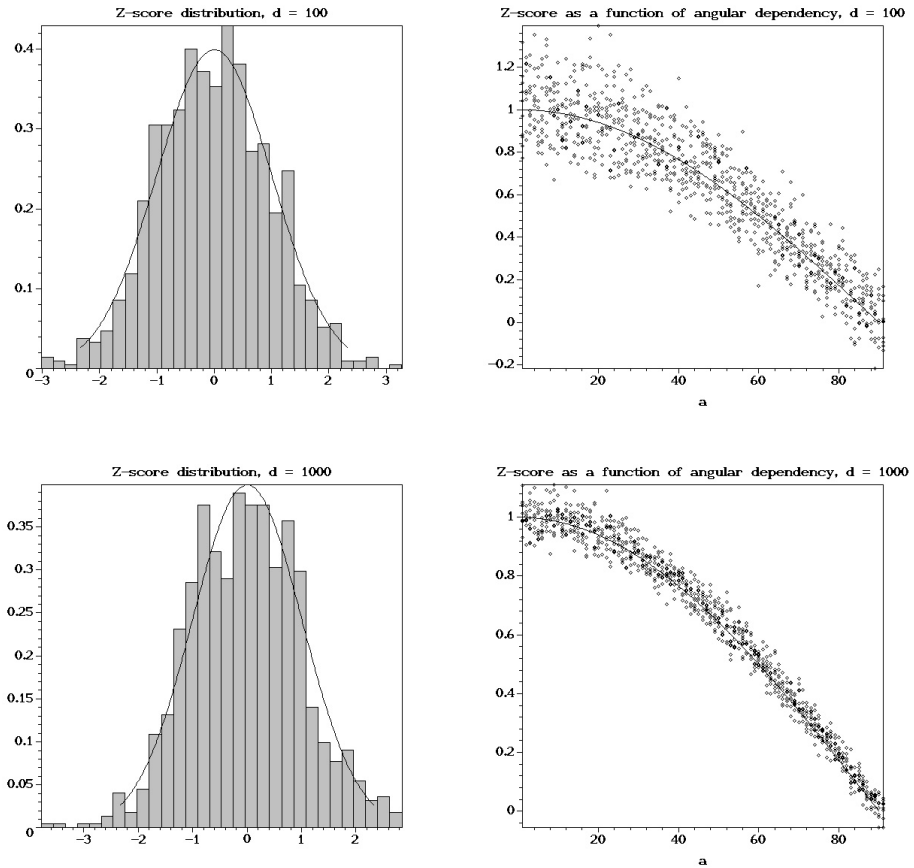 Z-score distribution, d = 100
0.4
0.3
0.2
0.1
0
-3 -2 -1 0 1 2 3
Z-score as a function of angular dependency, d = 100
1.2
1
0.8
0.6
0.4
0.2
0
-0.2
20 40 60 80
a
Z-score distribution, d = 1000
0.35
0.3
0.25
0.2
0.15
0.1
0.05
0
-3 -2 -1 0 1 2
Z-score as a function of angular dependency, d = 1000
1
0.8
0.6
0.4
0.2
0
20 40 60 80
a